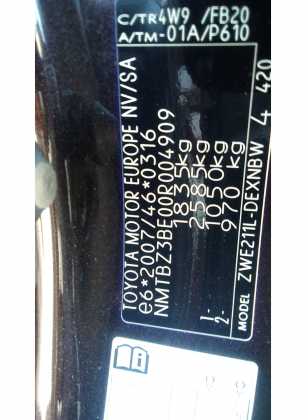 TOYOTA MOTOR EUROPE NV/SA
e6*2007/46*0316
NMTBZ3BE00R004909
1835kg
2585kg
1- 1050kg
2- 970 kg
MODEL ZWE211L-DEXNBW
C/TR4W9 /FB20
A/TM-01A/P610
4 420